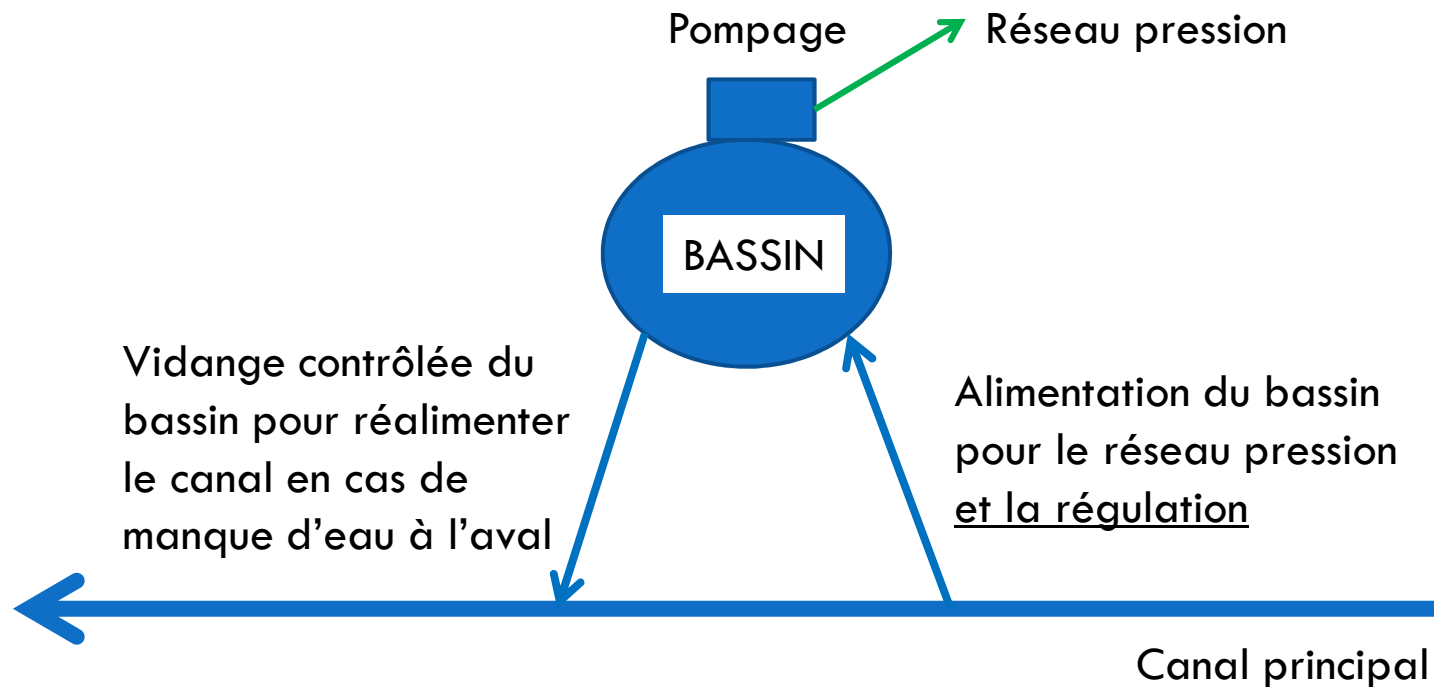 Pompage
Réseau pression
BASSIN
Vidange contrôlée du
bassin pour réalimenter
le canal en cas de
manque d’eau à l’aval
Alimentation du bassin
pour le réseau pression
et la régulation
Canal principal